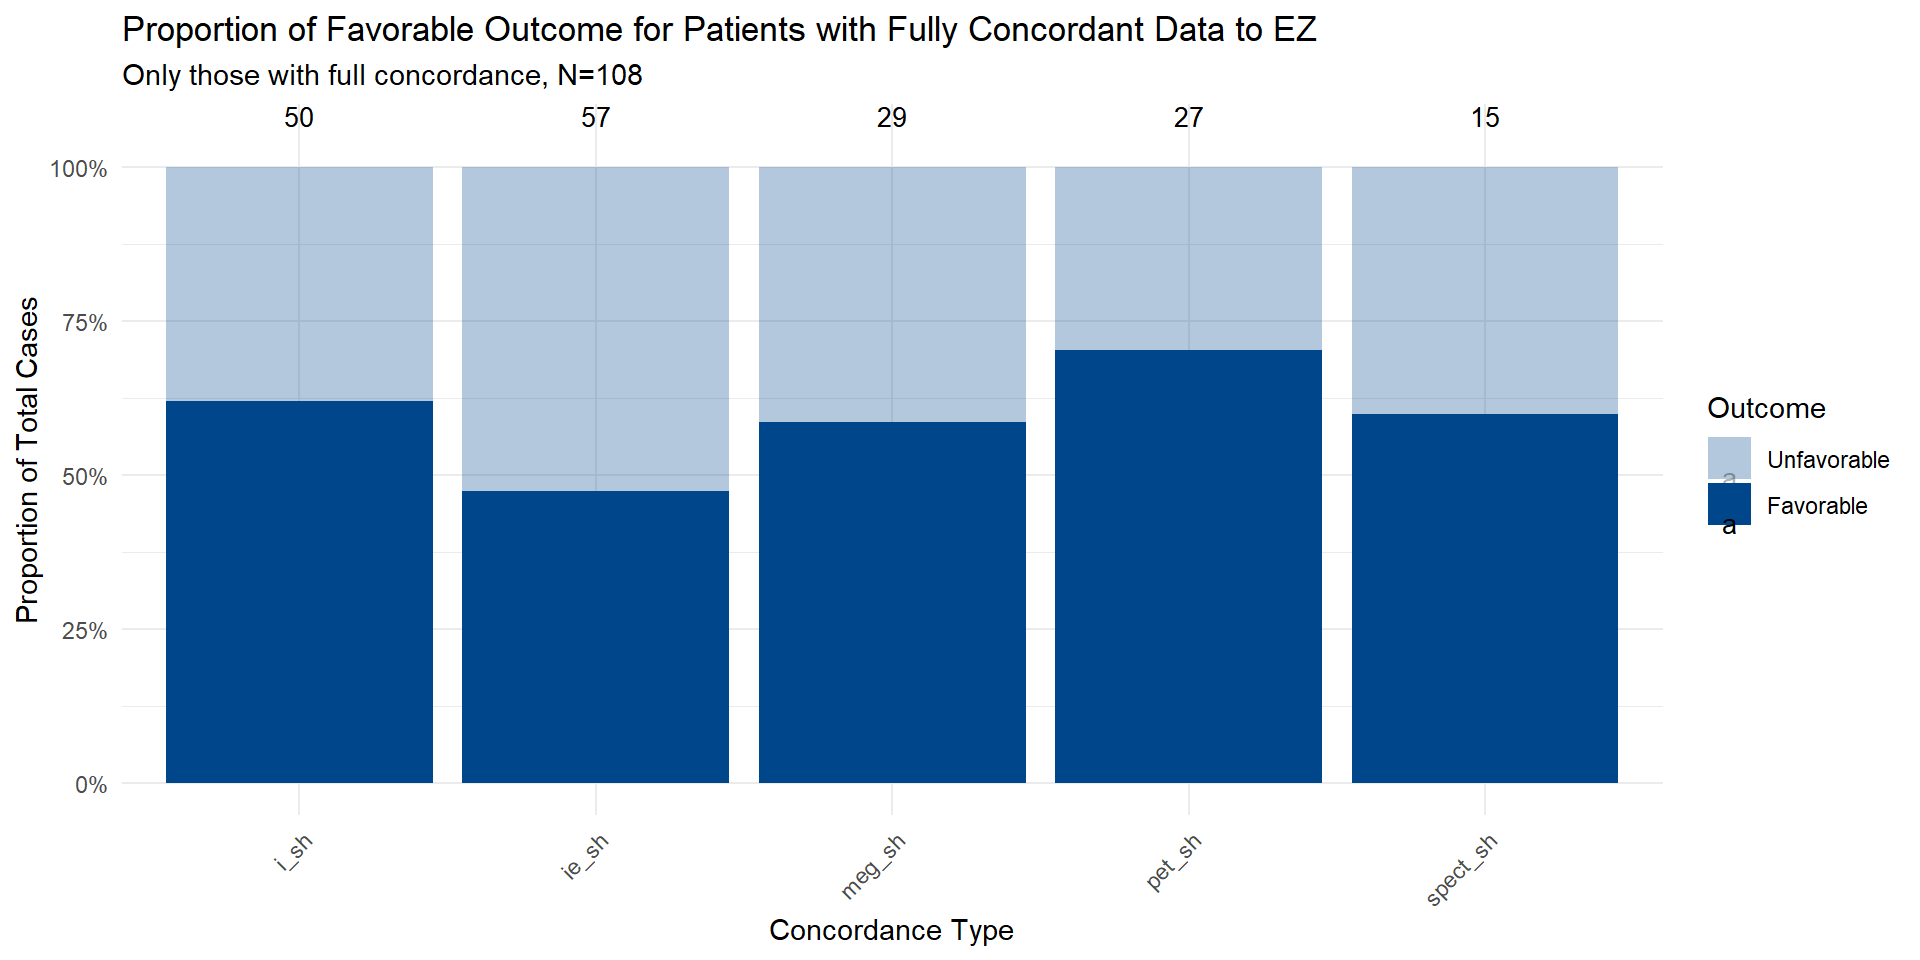 Proportion of Favorable Outcome for Patients with Fully Concordant Data to EZ
Only those with full concordance, N=108
50 57 29 27 15
100%
75%
50%
25%
0%
Proportion of Total Cases
i_sh ie_sh meg_sh pet_sh spect_sh
Concordance Type
Outcome
a Unfavorable
a Favorable